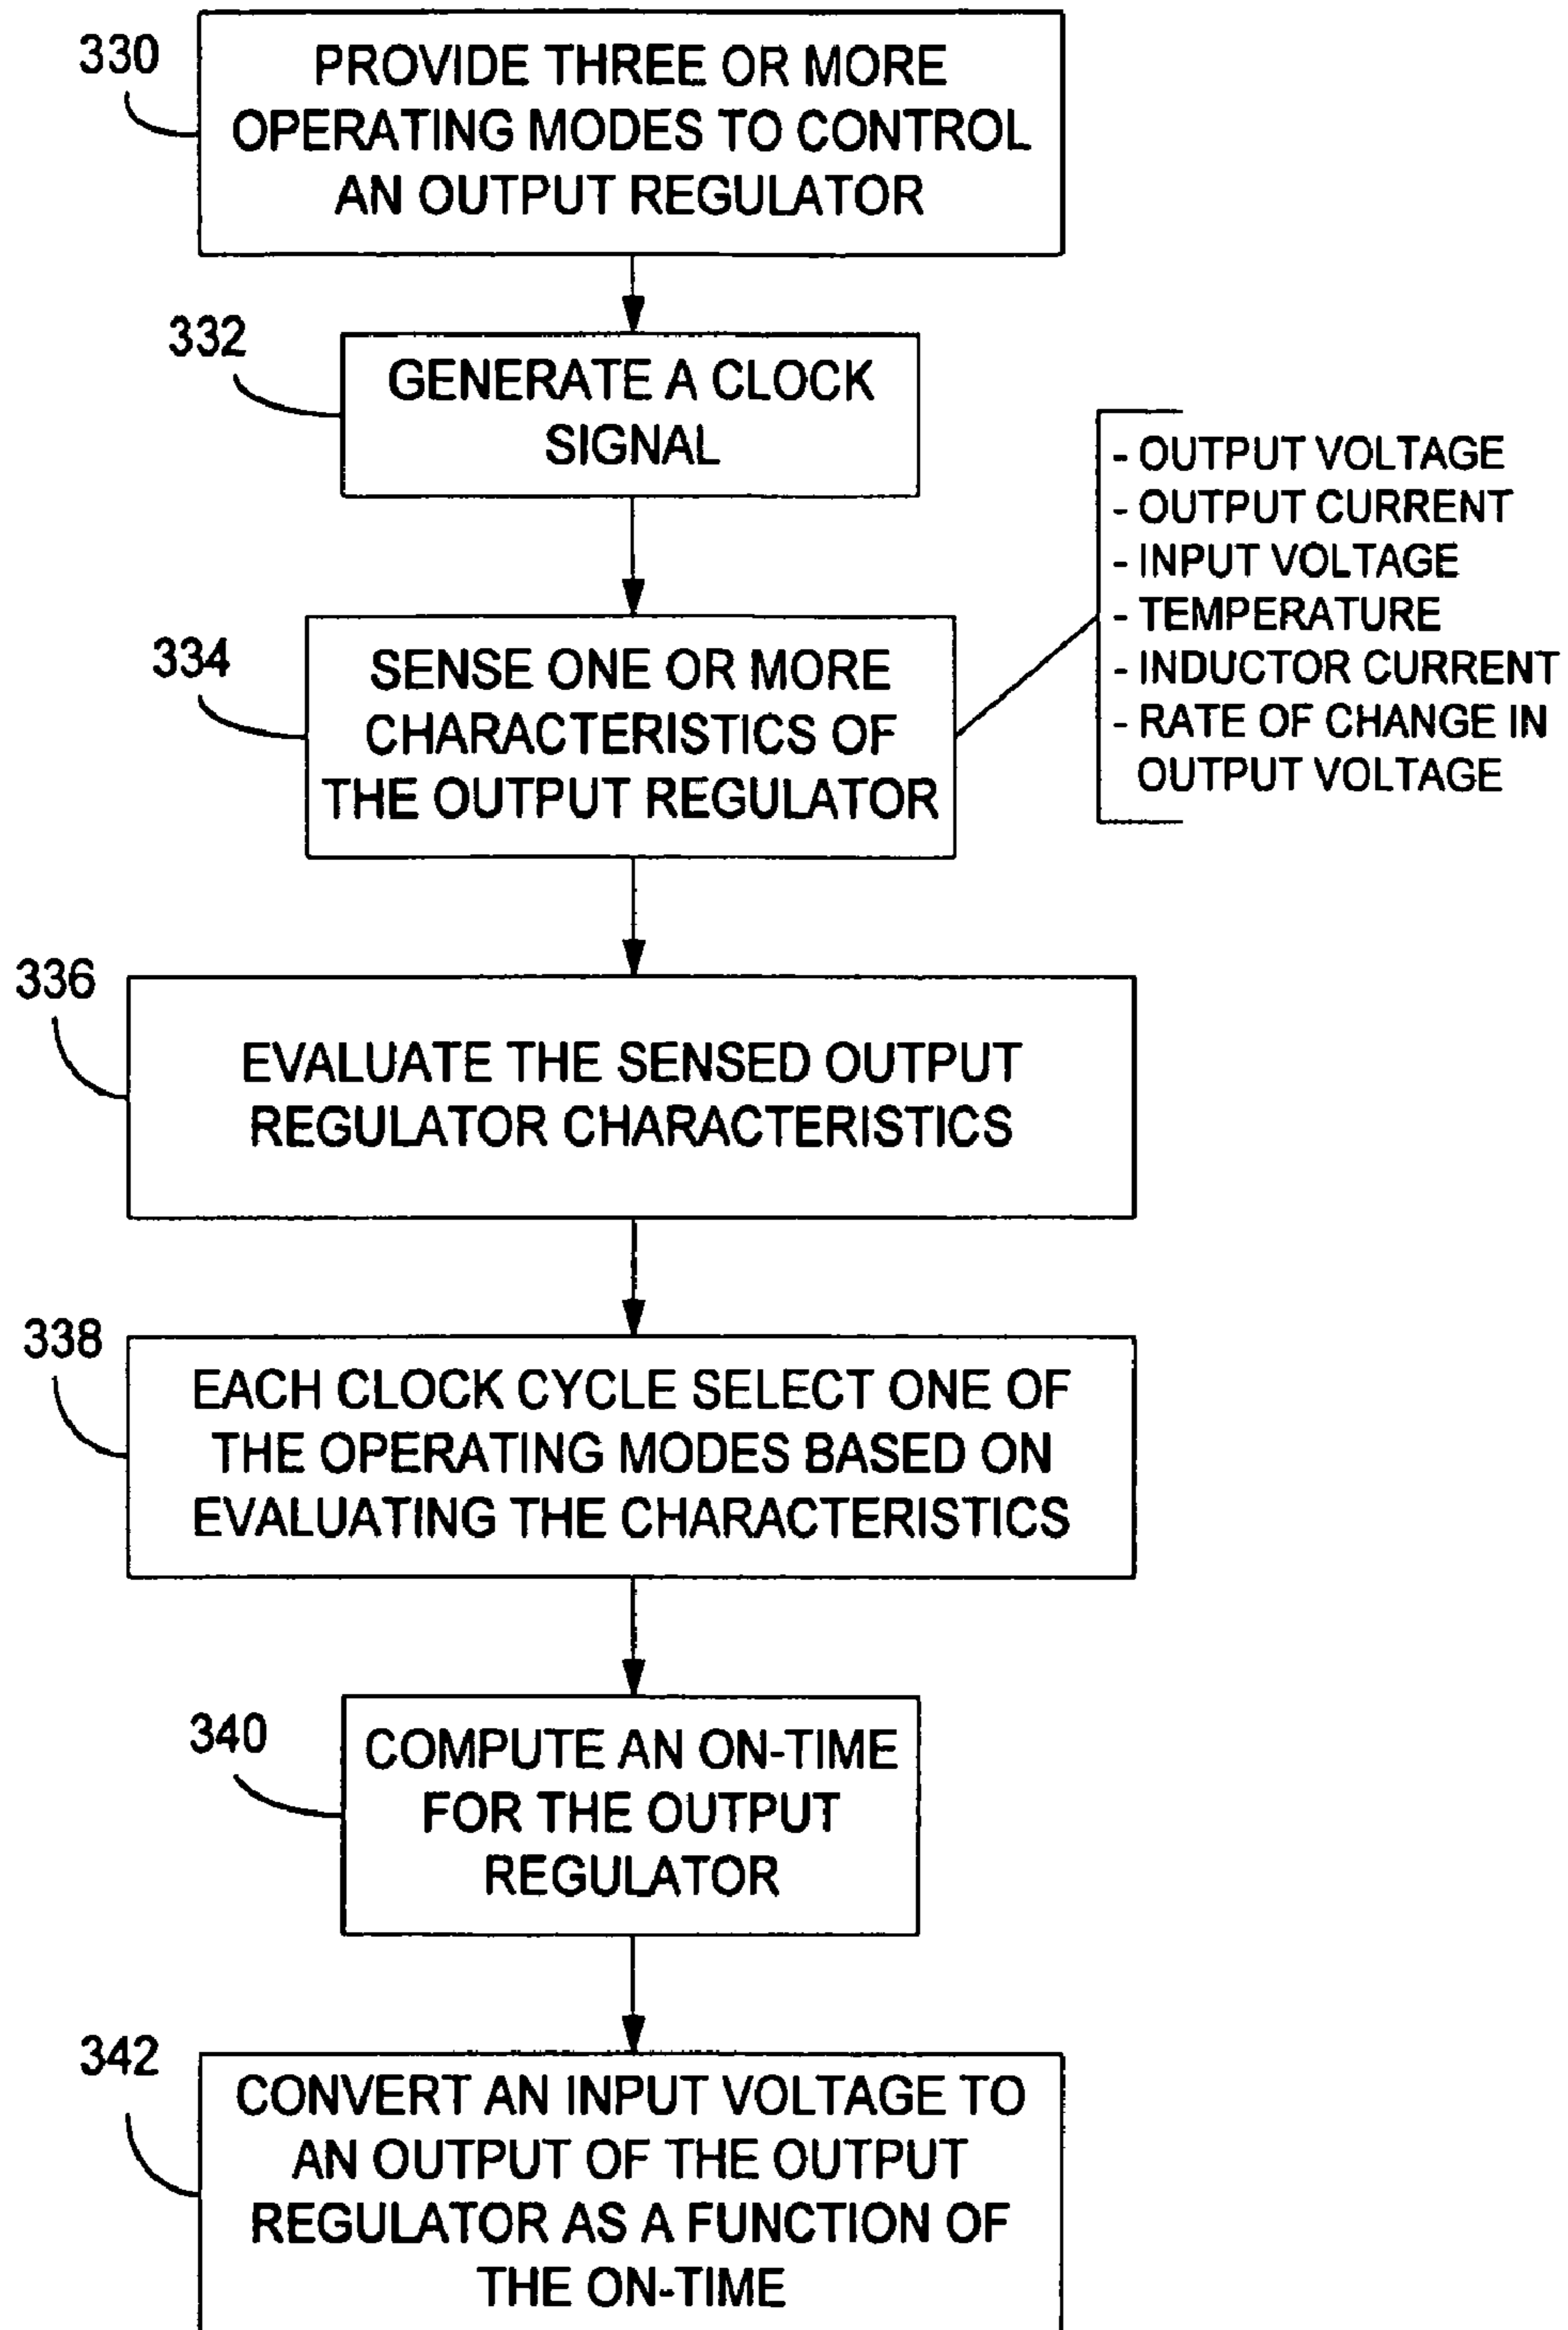 330
PROVIDE THREE OR MORE
OPERATING MODES TO CONTROL
AN OUTPUT REGULATOR
332
GENERATE A CLOCK
SIGNAL
334
SENSE ONE OR MORE
CHARACTERISTICS OF
THE OUTPUT REGULATOR
- OUTPUT VOLTAGE
- OUTPUT CURRENT
- INPUT VOLTAGE
- TEMPERATURE
- INDUCTOR CURRENT
- RATE OF CHANGE IN
OUTPUT VOLTAGE
336
EVALUATE THE SENSED OUTPUT
REGULATOR CHARACTERISTICS
338
EACH CLOCK CYCLE SELECT ONE OF
THE OPERATING MODES BASED ON
EVALUATING THE CHARACTERISTICS
340
COMPUTE AN ON-TIME
FOR THE OUTPUT
REGULATOR
342
CONVERT AN INPUT VOLTAGE TO
AN OUTPUT OF THE OUTPUT
REGULATOR AS A FUNCTION OF
THE ON-TIME